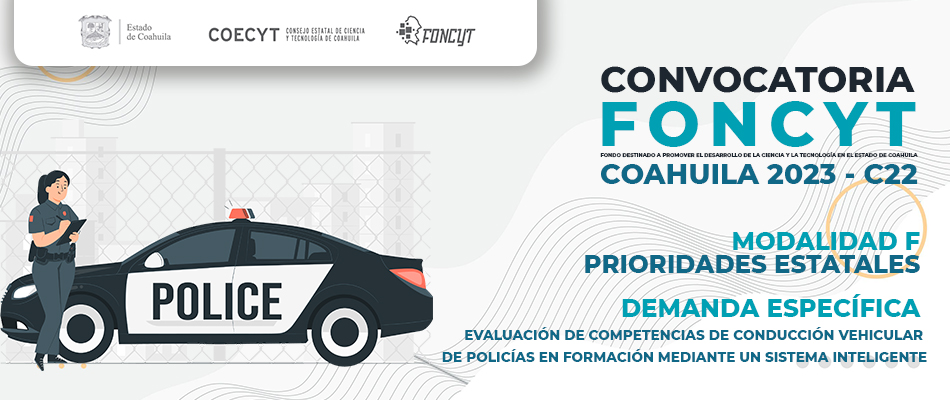 Estado
de Coahuila
COECYT
CONSEJO ESTATAL DE CIENCIA
Y TECNOLOGÍA DE COAHUILA
FONCYT
CONVOCATORIA
FONCYT
FONDO DESTINADO A PROMOVER EL DESARROLLO DE LA CIENCIA Y LA TECNOLOGÍA EN EL ESTADO DE COAHUILA
COAHUILA 2023 - C22
MODALIDAD F
PRIORIDADES ESTATALES
DEMANDA ESPECÍFICA
EVALUACIÓN DE COMPETENCIAS DE CONDUCCIÓN VEHICULAR
DE POLICÍAS EN FORMACIÓN MEDIANTE UN SISTEMA INTELIGENTE
POLICE